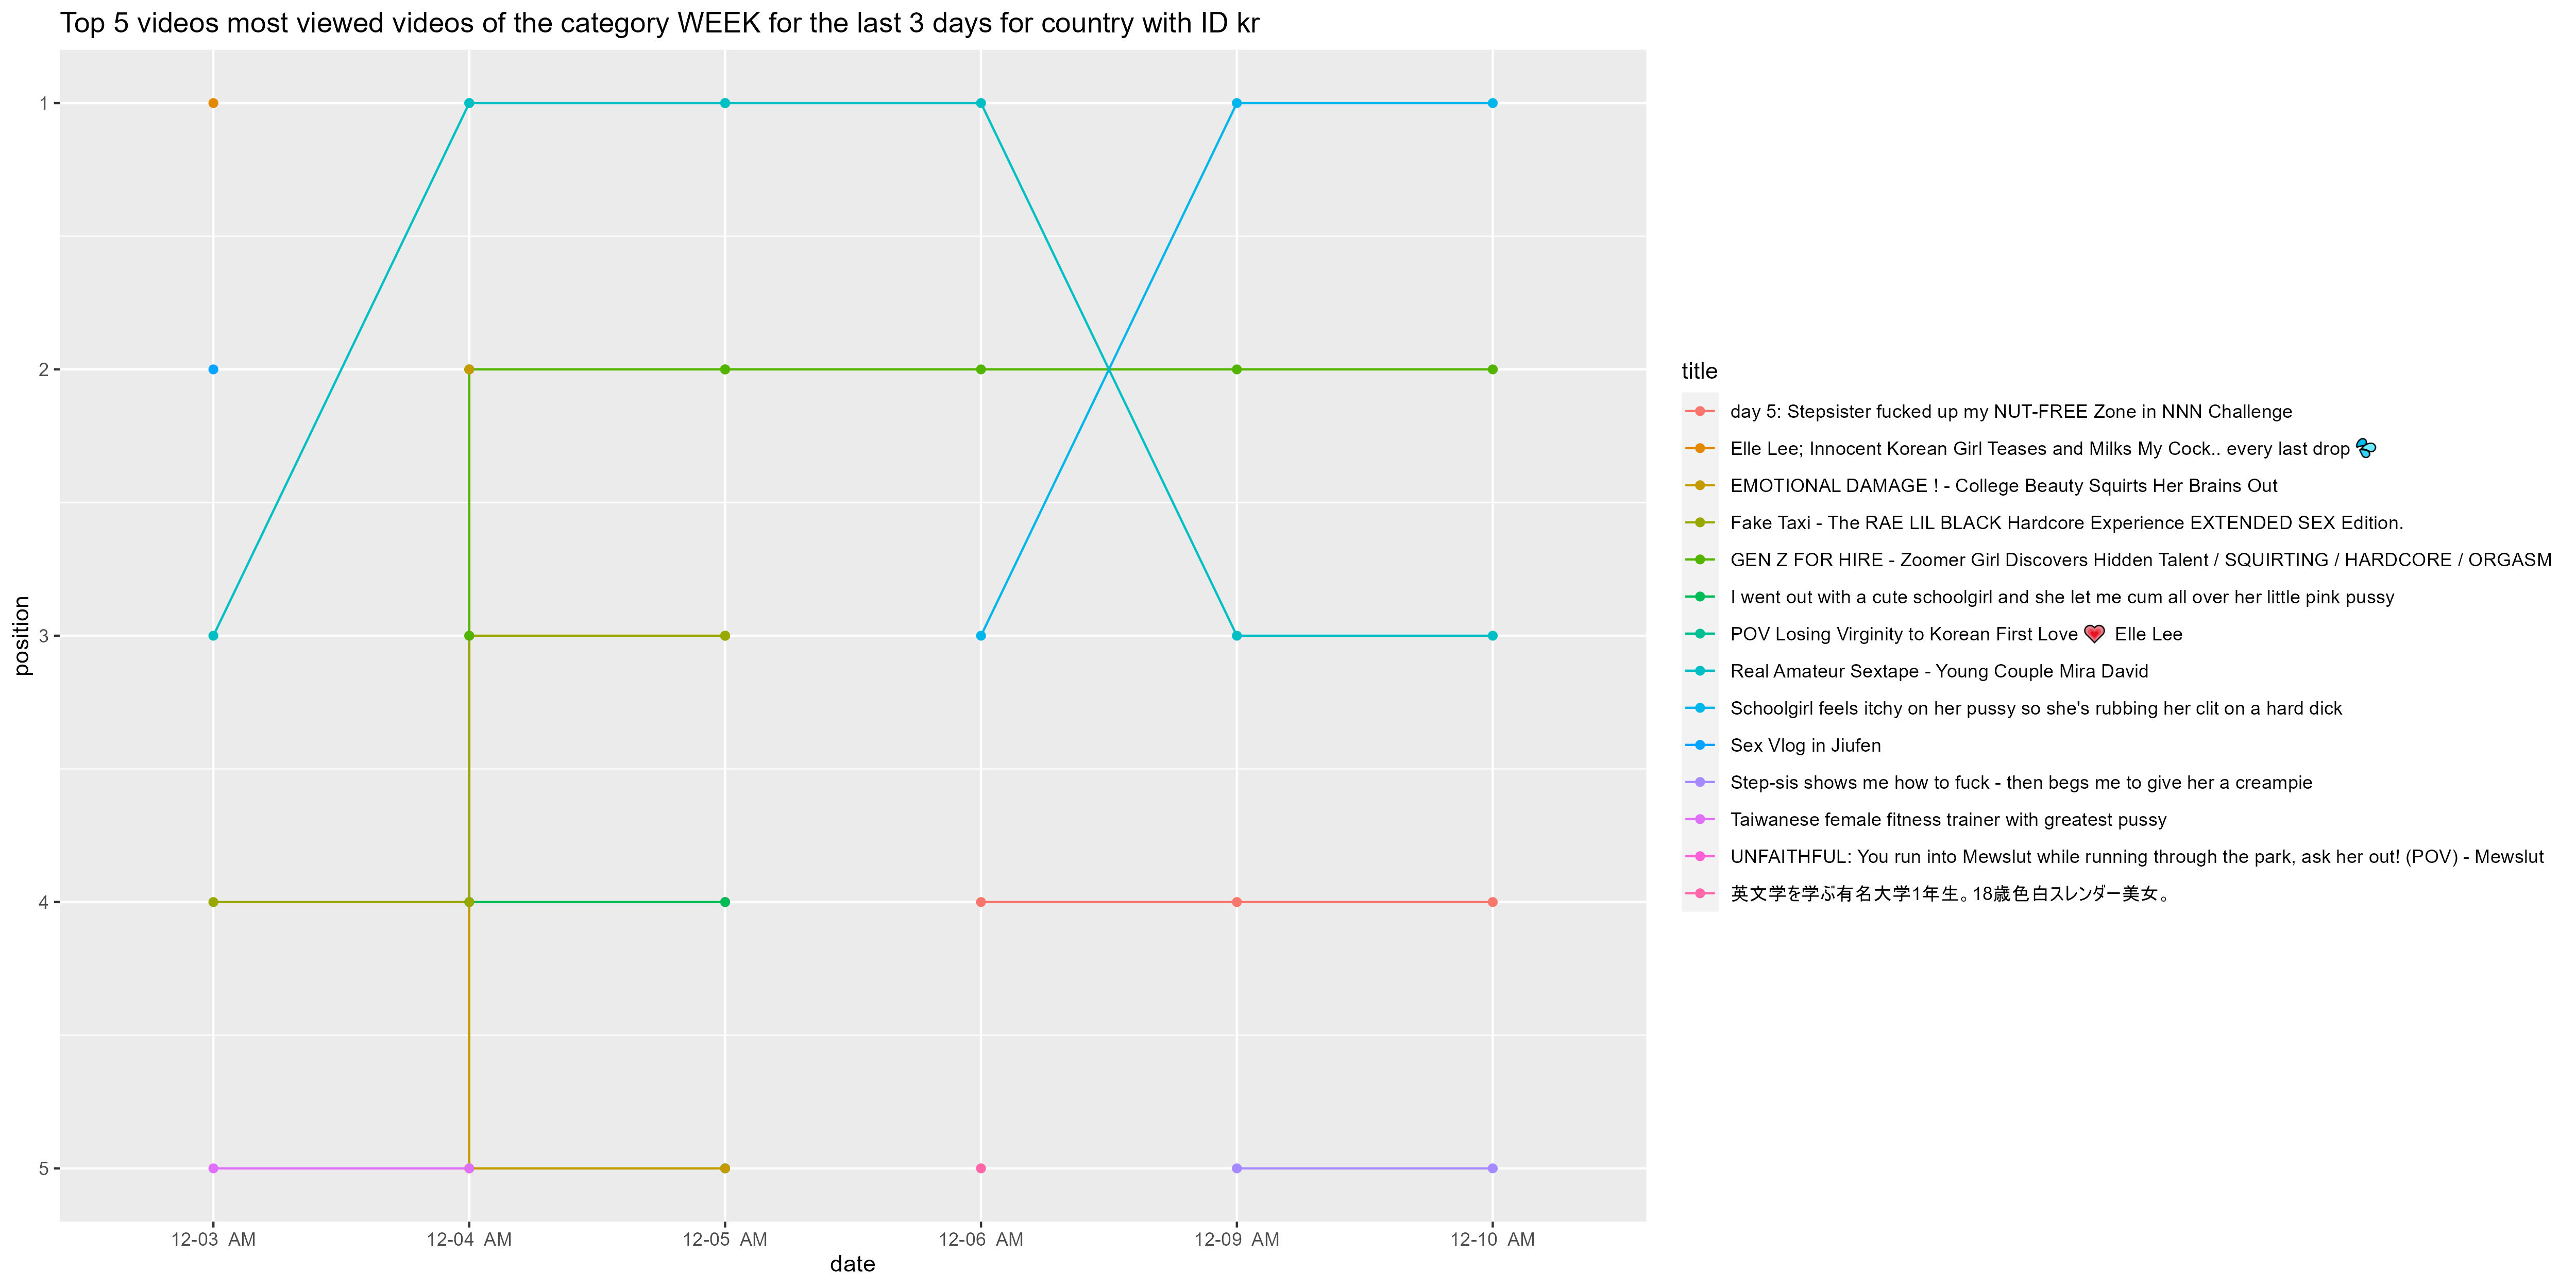 Top 5 videos most viewed videos of the category WEEK for the last 3 days for country with ID kr
1
2
3
4
5
position
12-03 AM
12-04 AM
12-05 AM
12-06 AM
12-09 AM
12-10 AM
date
title
day 5: Stepsister fucked up my NUT-FREE Zone in NNN Challenge
Elle Lee; Innocent Korean Girl Teases and Milks My Cock.. every last drop 💦
EMOTIONAL DAMAGE ! - College Beauty Squirts Her Brains Out
Fake Taxi - The RAE LIL BLACK Hardcore Experience EXTENDED SEX Edition.
GEN Z FOR HIRE - Zoomer Girl Discovers Hidden Talent / SQUIRTING / HARDCORE / ORGASM
I went out with a cute schoolgirl and she let me cum all over her little pink pussy
POV Losing Virginity to Korean First Love 💗 Elle Lee
Real Amateur Sextape - Young Couple Mira David
Schoolgirl feels itchy on her pussy so she's rubbing her clit on a hard dick
Sex Vlog in Jiufen
Step-sis shows me how to fuck - then begs me to give her a creampie
Taiwanese female fitness trainer with greatest pussy
UNFAITHFUL: You run into Mewslut while running through the park, ask her out! (POV) - Mewslut
英文学を学ぶ有名大学1年生。18歳色白スレンダー美女。